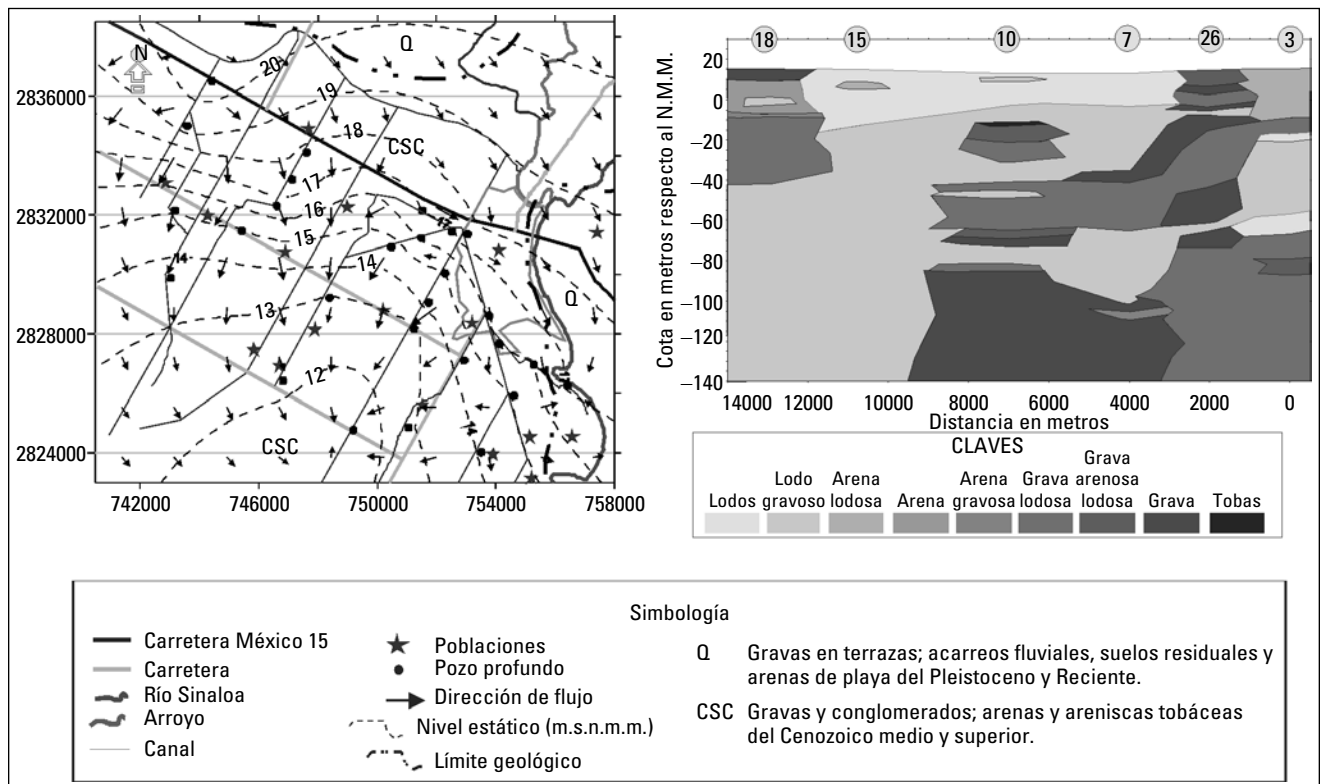 N
Q
20
19
18
CSC
17
16
15
14
13
12
14
Q
CSC
2836000
2832000
2828000
2824000
742000 746000 750000 754000 758000
18 15 10 7 26 3
Cota en metros respecto al N.M.M.
20
0
−20
−40
−60
−80
−100
−120
−140
14000 12000 10000 8000 6000 4000 2000 0
Distancia en metros
CLAVES
Lodos
Lodo
gravoso
Arena
lodosa
Arena
Arena
gravosa
Grava
lodosa
Grava
arenosa
lodosa
Grava
Tobas
Simbología
Carretera México 15
Carretera
Río Sinaloa
Arroyo
Canal
Poblaciones
Pozo profundo
Dirección de flujo
Nivel estático (m.s.n.m.m.)
Límite geológico
Q Gravas en terrazas; acarreos fluviales, suelos residuales y
arenas de playa del Pleistoceno y Reciente.
CSC Gravas y conglomerados; arenas y areniscas tobáceas
del Cenozoico medio y superior.